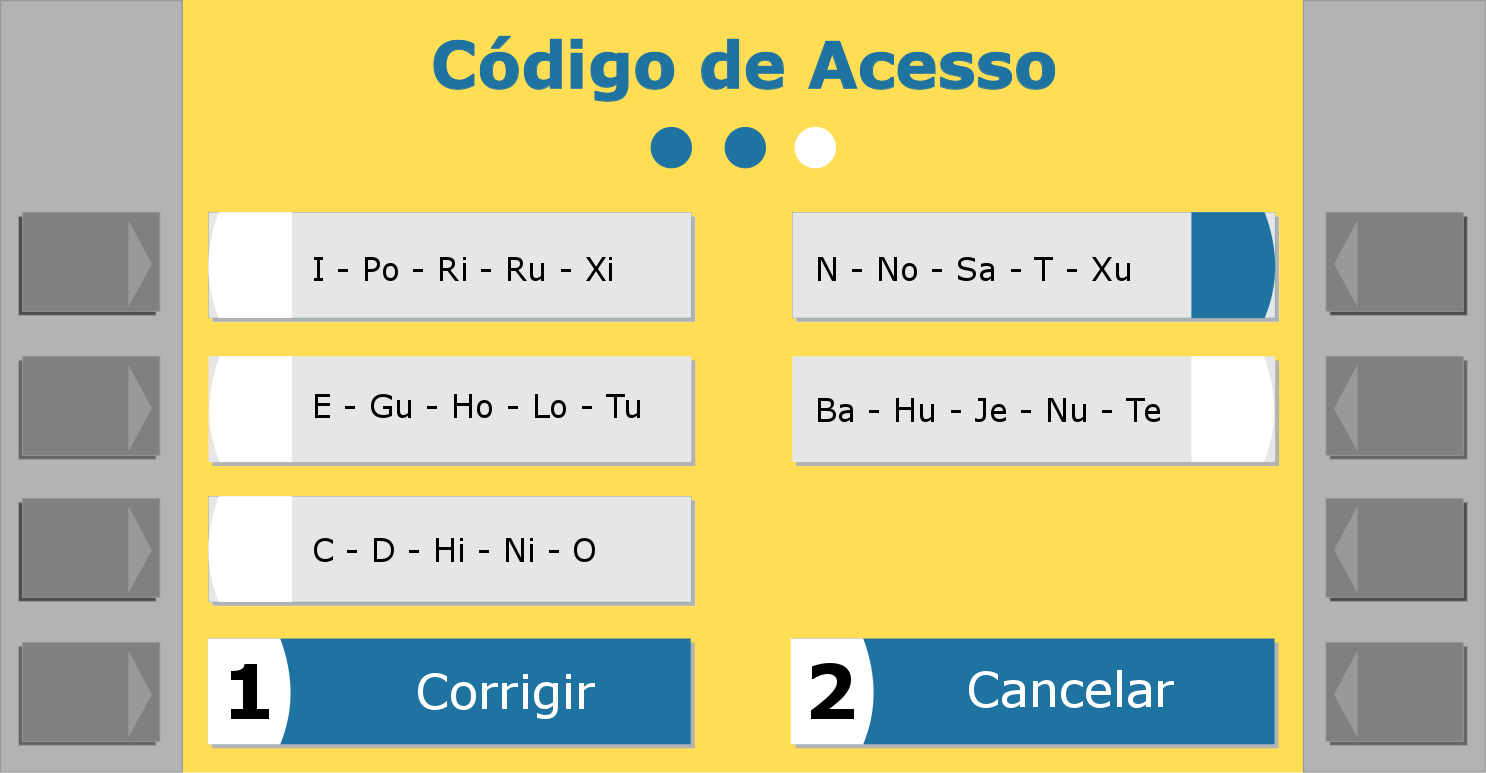 Código de Acesso
I - Po - Ri - Ru - Xi
N - No - Sa - T - Xu
E - Gu - Ho - Lo - Tu
Ba - Hu - Je - Nu - Te
C - D - Hi - Ni - O
1 Corrigir
2 Cancelar